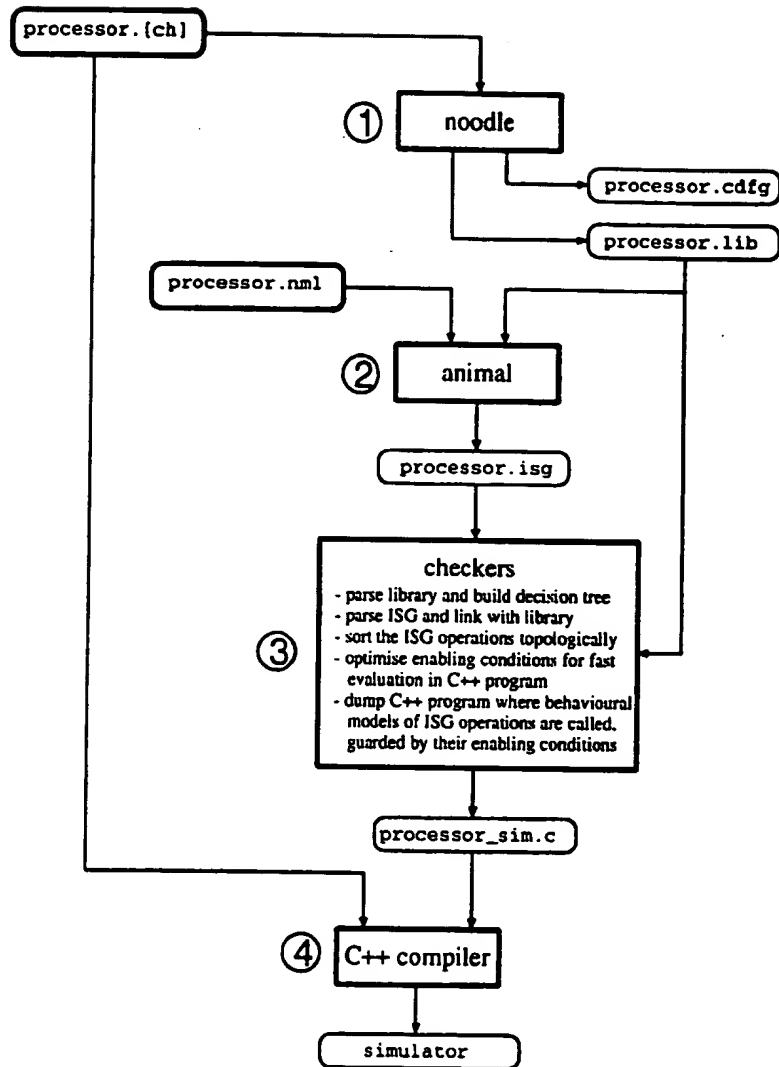 processor.{ch}
① noodle
processor.cdfg
processor.lib
processor.nml
② animal
processor.isg
checkers
- parse library and build decision tree
- parse ISG and link with library
- sort the ISG operations topologically
③
- optimise enabling conditions for fast
evaluation in C++ program
- dump C++ program where behavioural
models of ISG operations are called,
guarded by their enabling conditions
processor_sim.c
④ C++ compiler
simulator